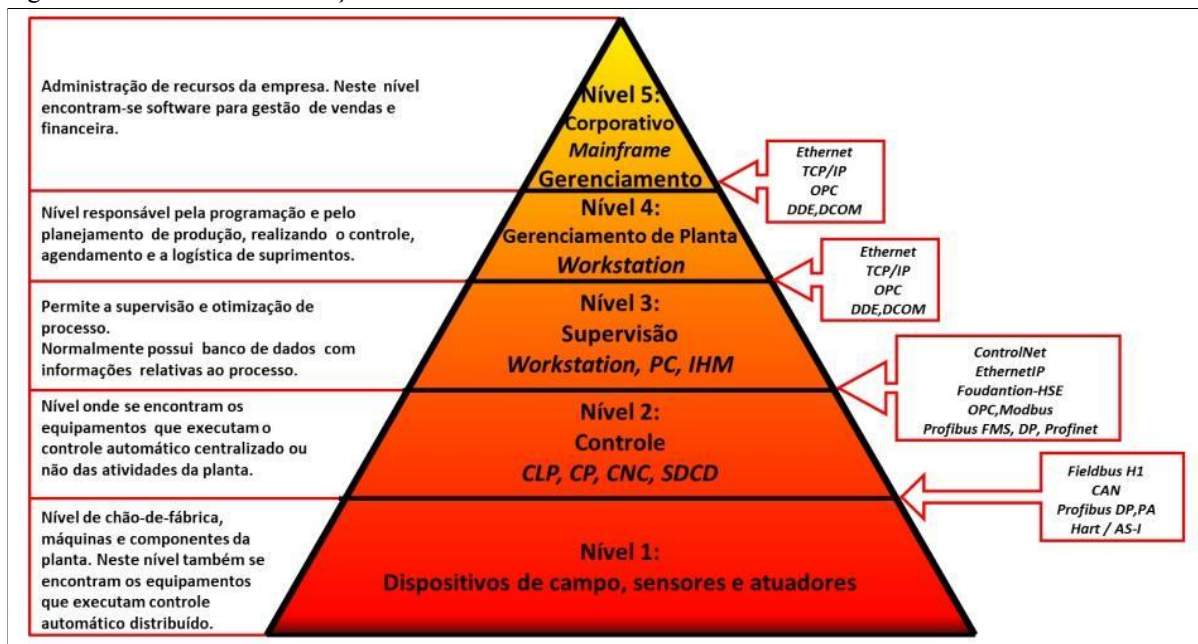 Administração de recursos da empresa. Neste nível
encontram-se software para gestão de vendas e
financeira.
Nível 5:
Corporativo
Mainframe
Gerenciamento
Ethernet
TCP/IP
OPC
DDE,DCOM
Nível responsável pela programação e pelo
planejamento de produção, realizando o controle,
agendamento e a logística de suprimentos.
Nível 4:
Gerenciamento de Planta
Workstation
Ethernet
TCP/IP
OPC
DDE,DCOM
Permite a supervisão e otimização de
processo.
Normalmente possui banco de dados com
informações relativas ao processo.
Nível 3:
Supervisão
Workstation, PC, IHM
ControlNet
EthernetIP
Foudantion-HSE
OPC,Modbus
Profibus FMS, DP, Profinet
Nível onde se encontram os
equipamentos que executam o
controle automático centralizado ou
não das atividades da planta.
Nível 2:
Controle
CLP, CP, CNC, SDCD
Fieldbus H1
CAN
Profibus DP,PA
Hart / AS-I
Nível de chão-de-fábrica,
máquinas e componentes da
planta. Neste nível também se
encontram os equipamentos
que executam controle
automático distribuído.
Nível 1:
Dispositivos de campo, sensores e atuadores